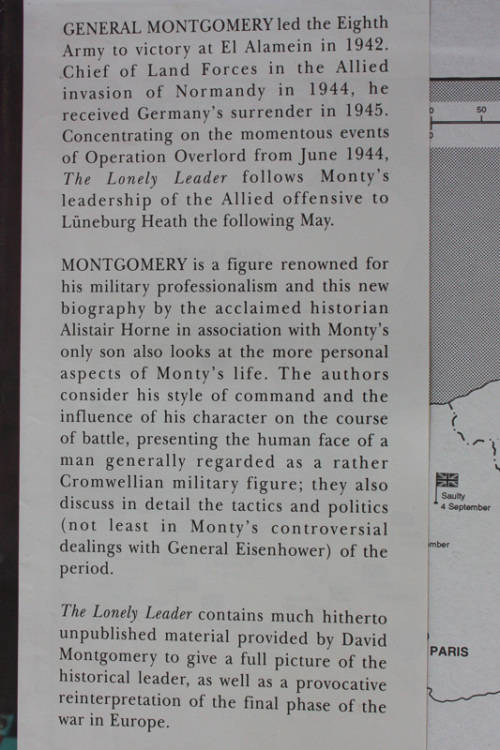 GENERAL MONTGOMERY led the Eighth
Army to victory at El Alamein in 1942.
Chief of Land Forces in the Allied
invasion of Normandy in 1944, he
received Germany's surrender in 1945.
Concentrating on the momentous events
of Operation Overlord from June 1944,
The Lonely Leader follows Monty's
leadership of the Allied offensive to
Lüneburg Heath the following May.
MONTGOMERY is a figure renowned for
his military professionalism and this new
biography by the acclaimed historian
Alistair Horne in association with Monty's
only son also looks at the more personal
aspects of Monty's life. The authors
consider his style of command and the
influence of his character on the course
of battle, presenting the human face of a
man generally regarded as a rather
Cromwellian military figure; they also
discuss in detail the tactics and politics
(not least in Monty's controversial
dealings with General Eisenhower) of the
period.
The Lonely Leader contains much hitherto
unpublished material provided by David
Montgomery to give a full picture of the
historical leader, as well as a provocative
reinterpretation of the final phase of the
war in Europe.
50
Saulty
4 September
mber
PARIS